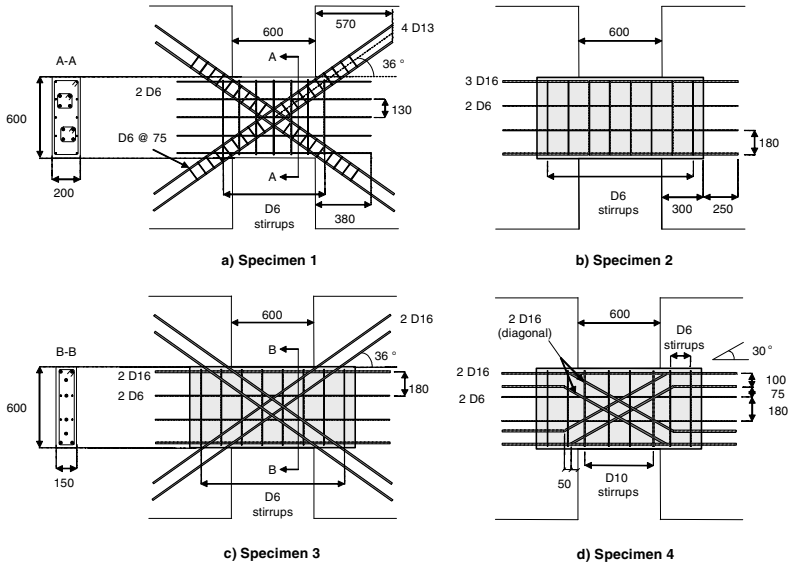 570
600
4 D13
A
A-A
36 °
2 D6
130
600
D6 @ 75
A
200
D6
stirrups
380
a) Specimen 1
600
3 D16
2 D6
180
D6
stirrups
300
250
b) Specimen 2
600
2 D16
B
B-B
36 °
2 D16
180
2 D6
600
B
150
D6
stirrups
c) Specimen 3
2 D16
(diagonal)
600
D6
stirrups
30 °
2 D16
100
75
2 D6
180
50
D10
stirrups
d) Specimen 4